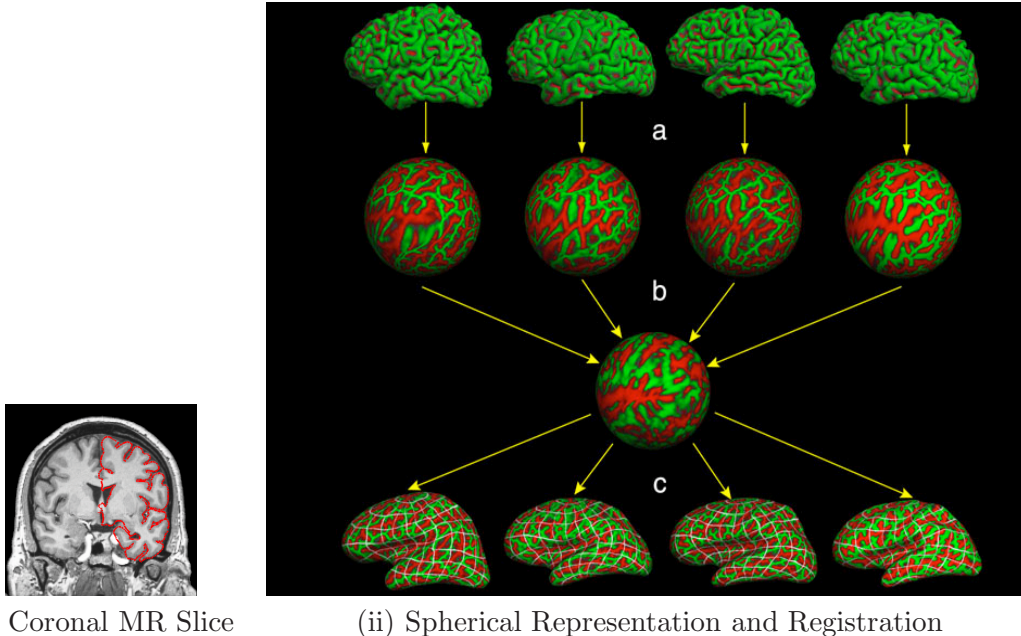 a
b
c
Coronal MR Slice
(ii) Spherical Representation and Registration